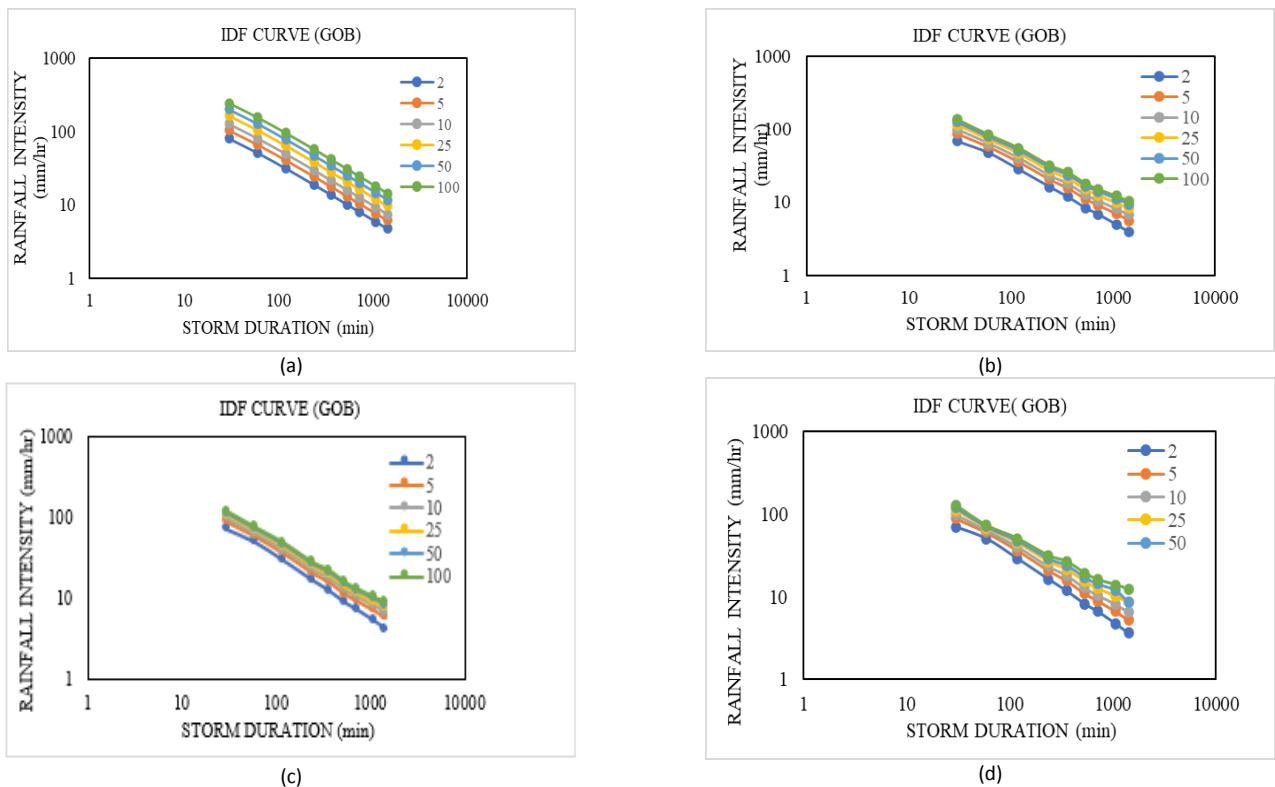 IDF CURVE (GOB)
RAINFALL INTENSITY
(mm/hr)
1000
100
10
1
1 10 100 1000 10000
STORM DURATION (min)
2
5
10
25
50
100
(a)
IDF CURVE (GOB)
RAINFALL INTENSITY
(mm/hr)
1000
100
10
1
1 10 100 1000 10000
STORM DURATION (min)
2
5
10
25
50
100
(b)
IDF CURVE (GOB)
RAINFALL INTENSITY (mm/hr)
1000
100
10
1
1 10 100 1000 10000
STORM DURATION (min)
2
5
10
25
50
100
(c)
IDF CURVE( GOB)
RAINFALL INTENSITY (mm/hr)
1000
100
10
1
1 10 100 1000 10000
STORM DURATION (min)
2
5
10
25
50
(d)